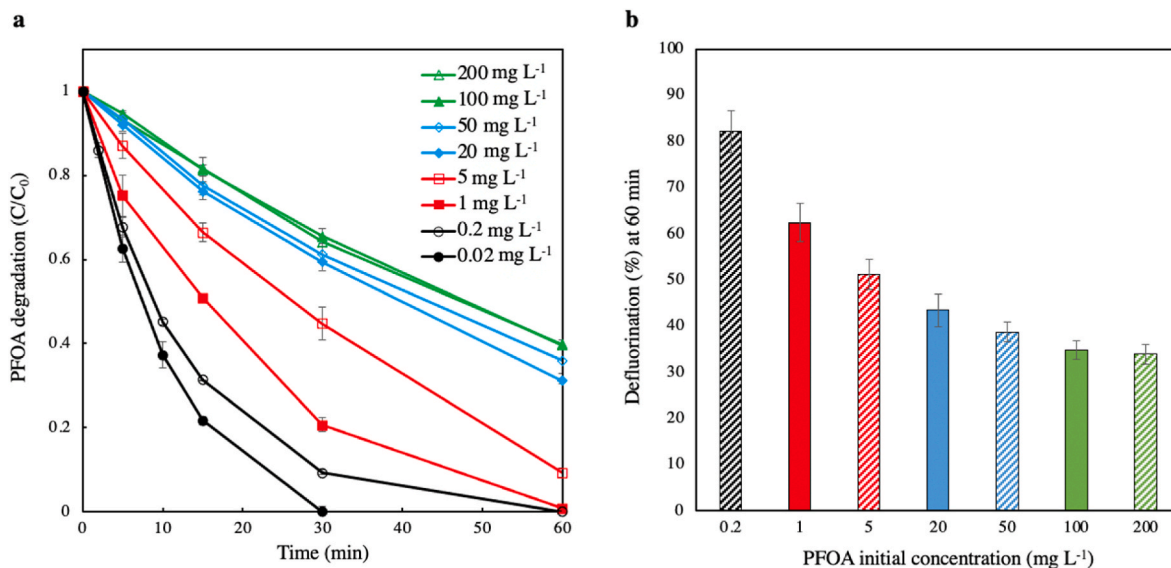 a
PFOA degradation (C/C₀)
1
0.8
0.6
0.4
0.2
0
0 10 20 30 40 50 60
Time (min)
200 mg L⁻¹
100 mg L⁻¹
50 mg L⁻¹
20 mg L⁻¹
5 mg L⁻¹
1 mg L⁻¹
0.2 mg L⁻¹
0.02 mg L⁻¹
b
Defluorination (%) at 60 min
100
90
80
70
60
50
40
30
20
10
0
0.2 1 5 20 50 100 200
PFOA initial concentration (mg L⁻¹)